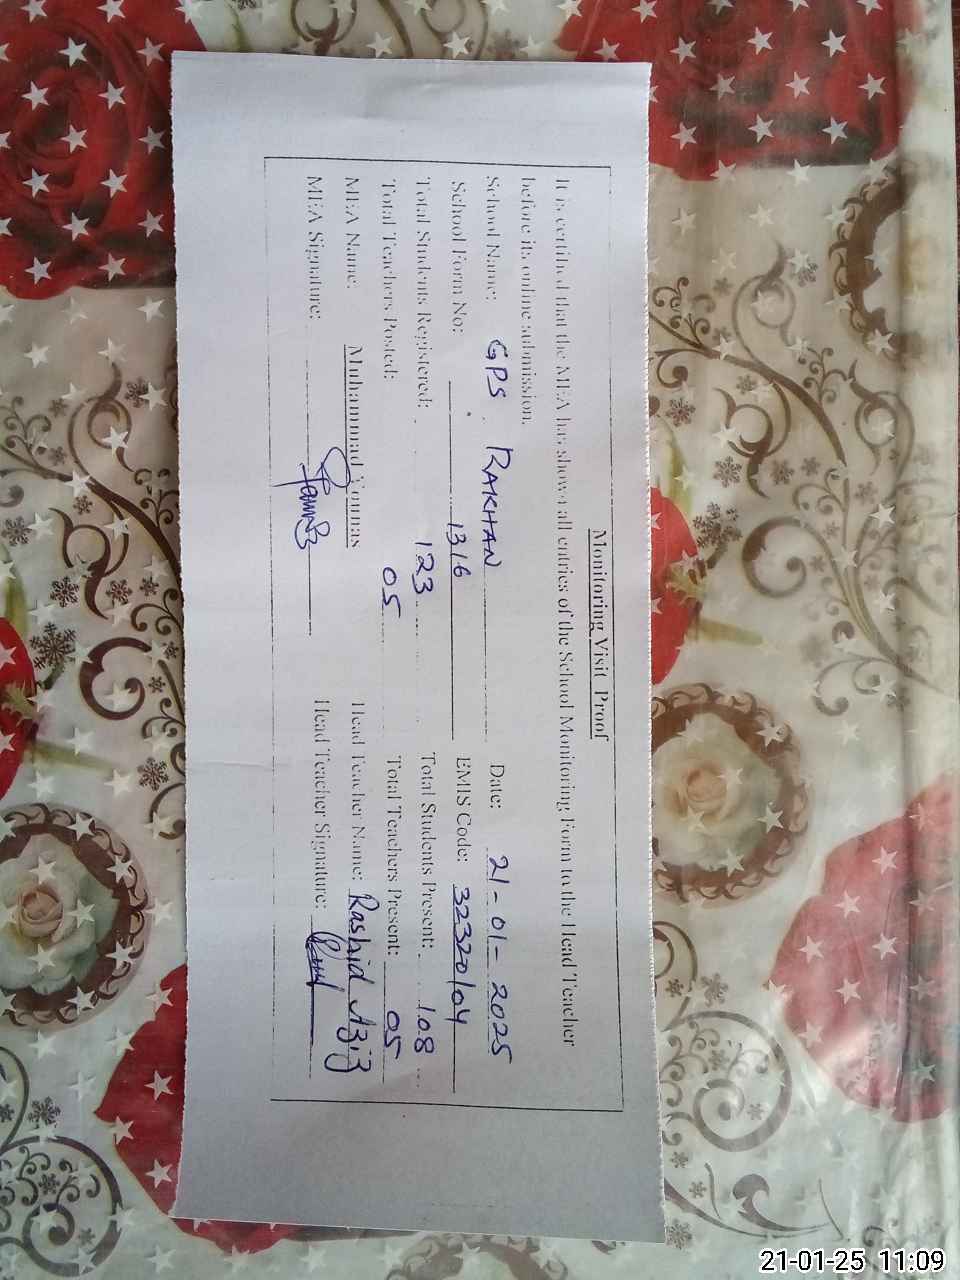 Monitoring Visit Proof
It is certified that the MEA has shown all entries of the School Monitoring Form to the Head Teacher
before its online submission.
School Name: GPS. RAKHAN Date: 21-01-2025
School Form No: 1316 EMIS Code: 32320104
Total Students Registered: 123 Total Students Present: 108
Total Teachers Posted: 05 Total Teachers Present: 05
MEA Name: Muhammad Younas Head Teacher Name: Rashid Aziz
MEA Signature: Head Teacher Signature:
21-01-25 11:09